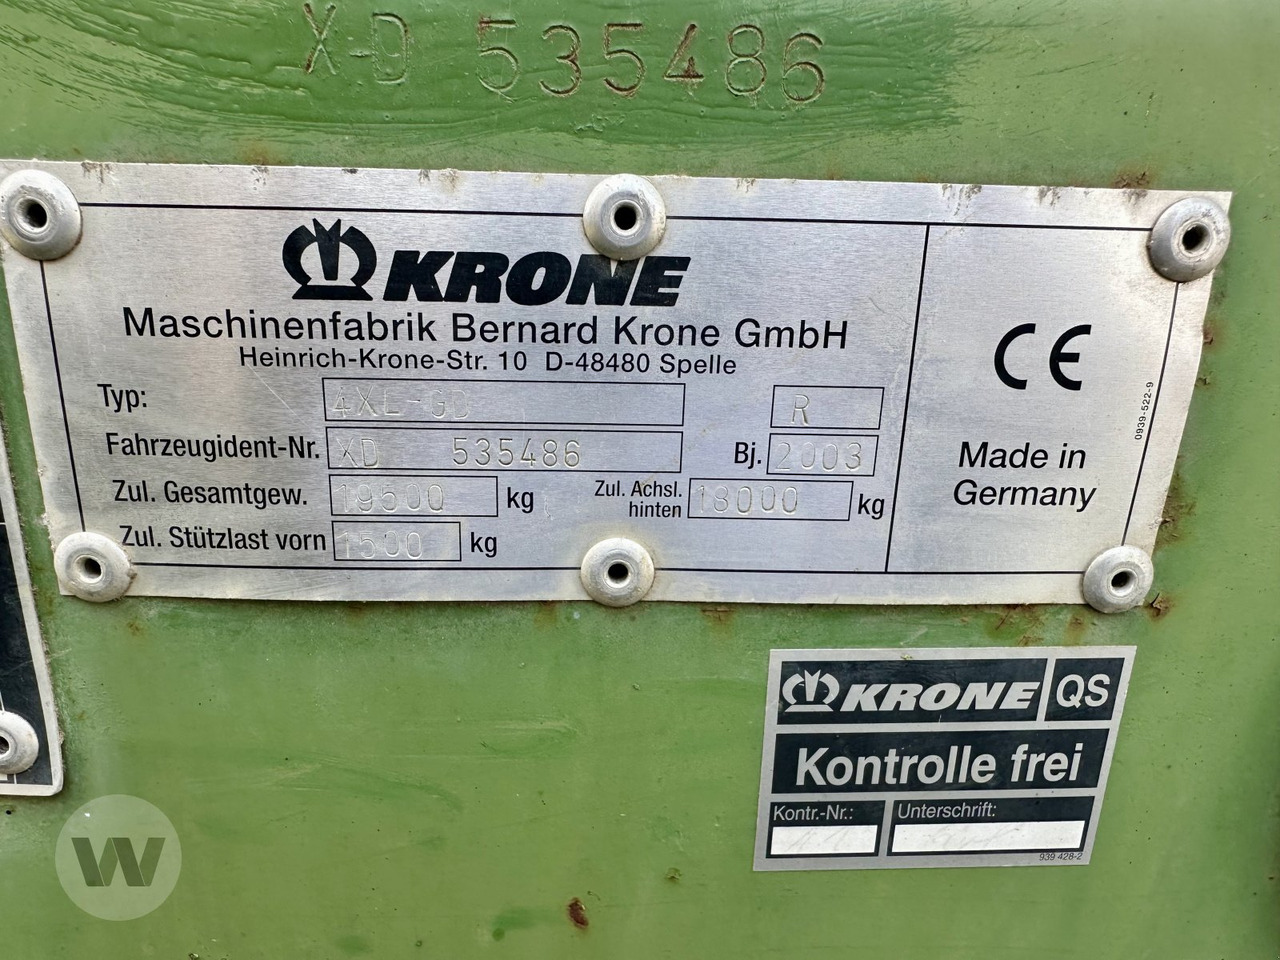 X-D 535486
KRONE
Maschinenfabrik Bernard Krone GmbH
Heinrich-Krone-Str. 10 D-48480 Spelle
Typ: 4XL-GD R
Fahrzeugident-Nr. XD 535486 Bj. 2003
Zul. Gesamtgew. 19500 kg Zul. Achsl. hinten 18000 kg
Zul. Stützlast vorn 1500 kg
CE
Made in
Germany
0939-522-9
KRONE QS
Kontrolle frei
Kontr.-Nr.: Unterschrift:
939 428-2
W